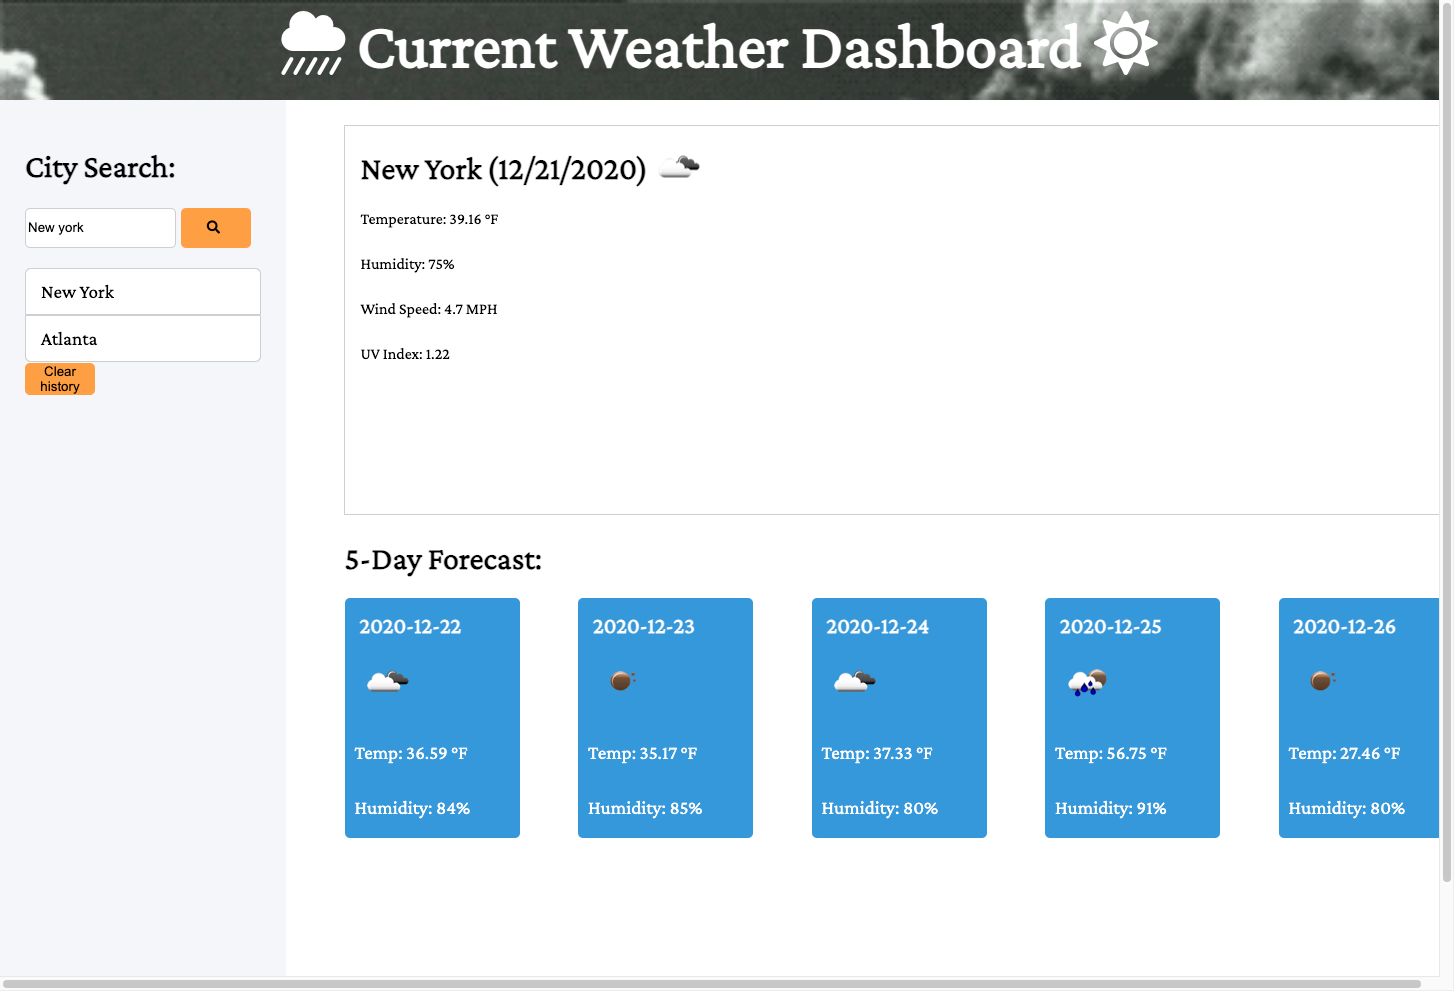 Current Weather Dashboard
City Search:
New york
New York
Atlanta
Clear
history
New York (12/21/2020)
Temperature: 39.16 °F
Humidity: 75%
Wind Speed: 4.7 MPH
UV Index: 1.22
5-Day Forecast:
2020-12-22
Temp: 36.59 °F
Humidity: 84%
2020-12-23
Temp: 35.17 °F
Humidity: 85%
2020-12-24
Temp: 37.33 °F
Humidity: 80%
2020-12-25
Temp: 56.75 °F
Humidity: 91%
2020-12-26
Temp: 27.46 °F
Humidity: 80%